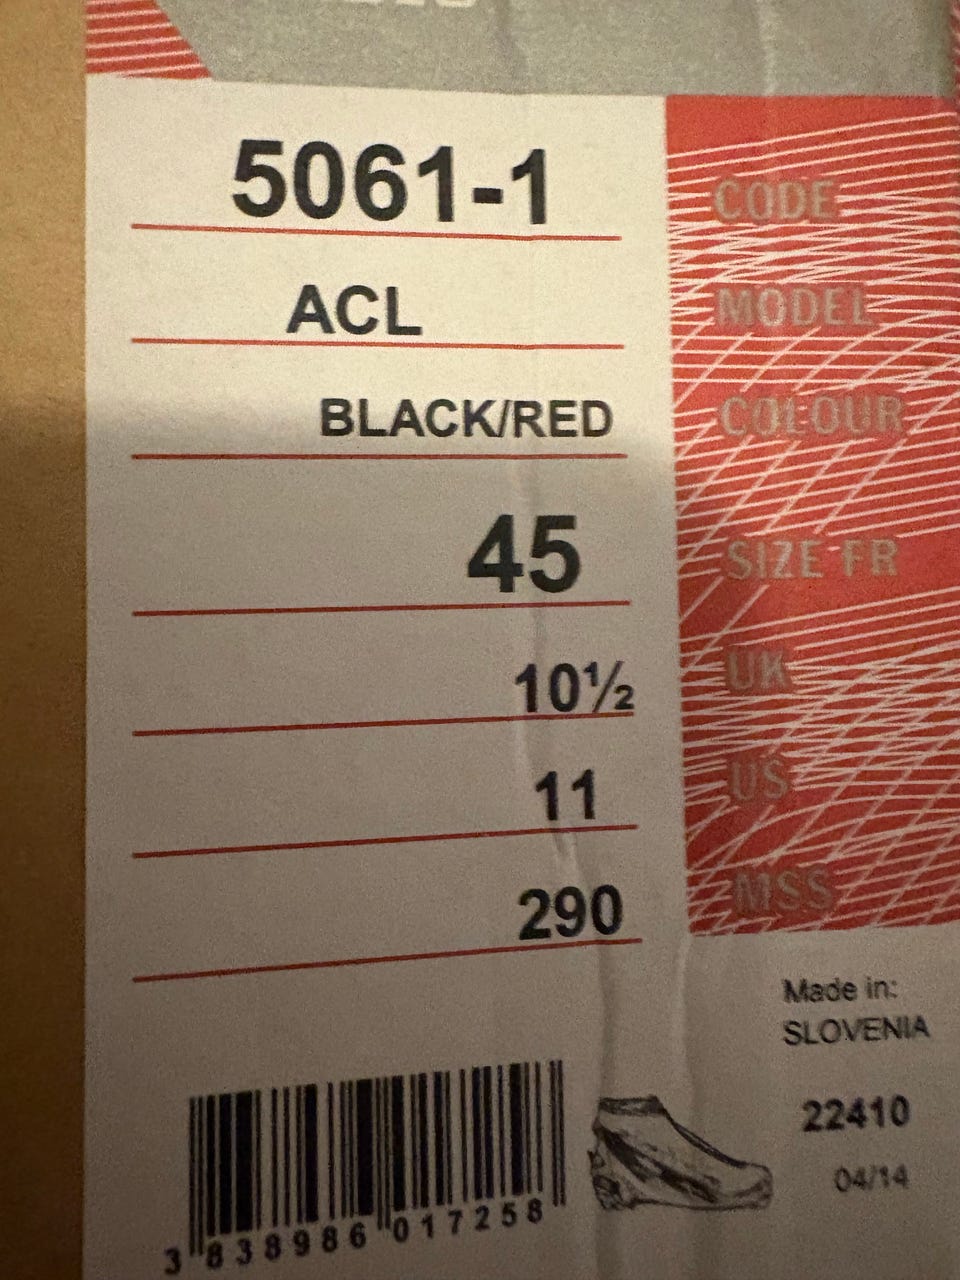 5061-1 CODE
ACL MODEL
BLACK/RED COLOUR
45 SIZE FR
10½ UK
11 US
290 MSS
Made in:
SLOVENIA
22410
04/14
3 838986 017258